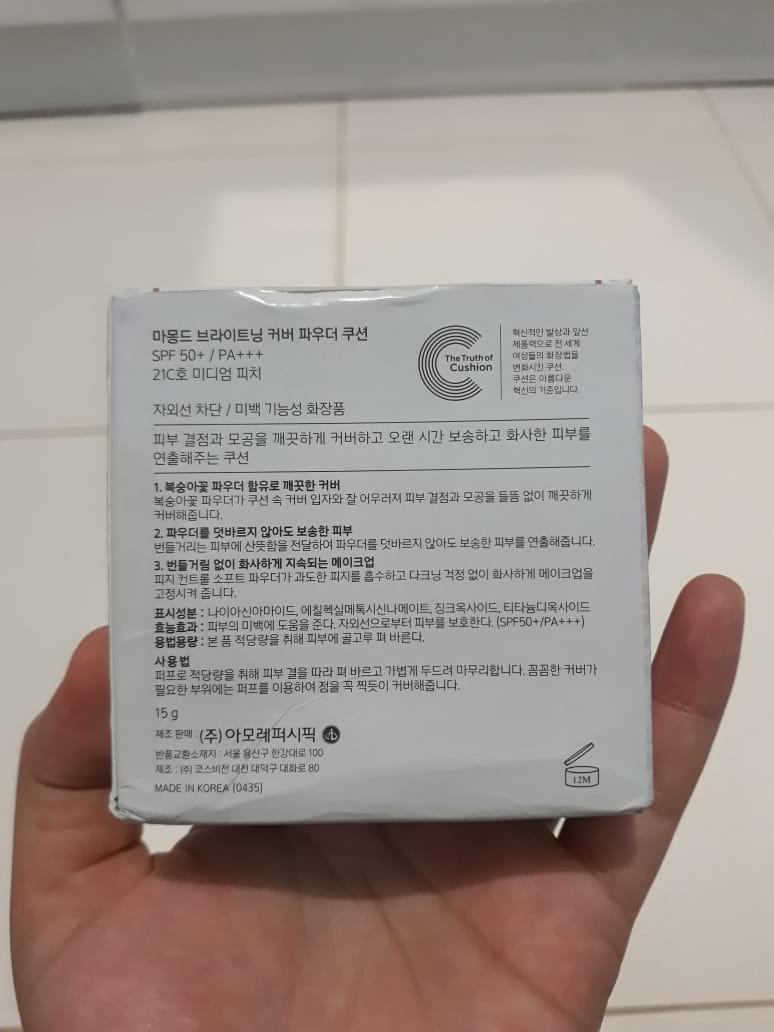 마몽드 브라이트닝 커버 파우더 쿠션
SPF 50+ / PA+++
21C호 미디엄 피치
자외선 차단 / 미백 기능성 화장품
The Truth of
Cushion
혁신적인 발상과 앞선
제품력으로 전 세계
여성들의 화장법을
변화시킨 쿠션.
쿠션은 아름다운
혁신의 기준입니다.
피부 결점과 모공을 깨끗하게 커버하고 오랜 시간 보송하고 화사한 피부를
연출해주는 쿠션
1. 복숭아꽃 파우더 함유로 깨끗한 커버
복숭아꽃 파우더가 쿠션 속 커버 입자와 잘 어우러져 피부 결점과 모공을 들뜸 없이 깨끗하게
커버해줍니다.
2. 파우더를 덧바르지 않아도 보송한 피부
번들거리는 피부에 산뜻함을 전달하여 파우더를 덧바르지 않아도 보송한 피부를 연출해줍니다.
3. 번들거림 없이 화사하게 지속되는 메이크업
피지 컨트롤 소프트 파우더가 과도한 피지를 흡수하고 다크닝 걱정 없이 화사하게 메이크업을
고정시켜 줍니다.
표시성분 : 나이아신아마이드, 에칠헥실메톡시신나메이트, 징크옥사이드, 티타늄디옥사이드
효능효과 : 피부의 미백에 도움을 준다. 자외선으로부터 피부를 보호한다. (SPF50+/PA+++)
용법용량 : 본 품 적당량을 취해 피부에 골고루 펴 바른다.
사용법
퍼프로 적당량을 취해 피부 결을 따라 펴 바르고 가볍게 두드려 마무리합니다. 꼼꼼한 커버가
필요한 부위에는 퍼프를 이용하여 점을 꼭 찍듯이 커버해줍니다.
15 g
제조 판매 : (주) 아모레퍼시픽
반품교환소재지 : 서울 용산구 한강대로 100
제조 : (주) 코스비전 대전 대덕구 대화로 80
MADE IN KOREA (0435)
12M